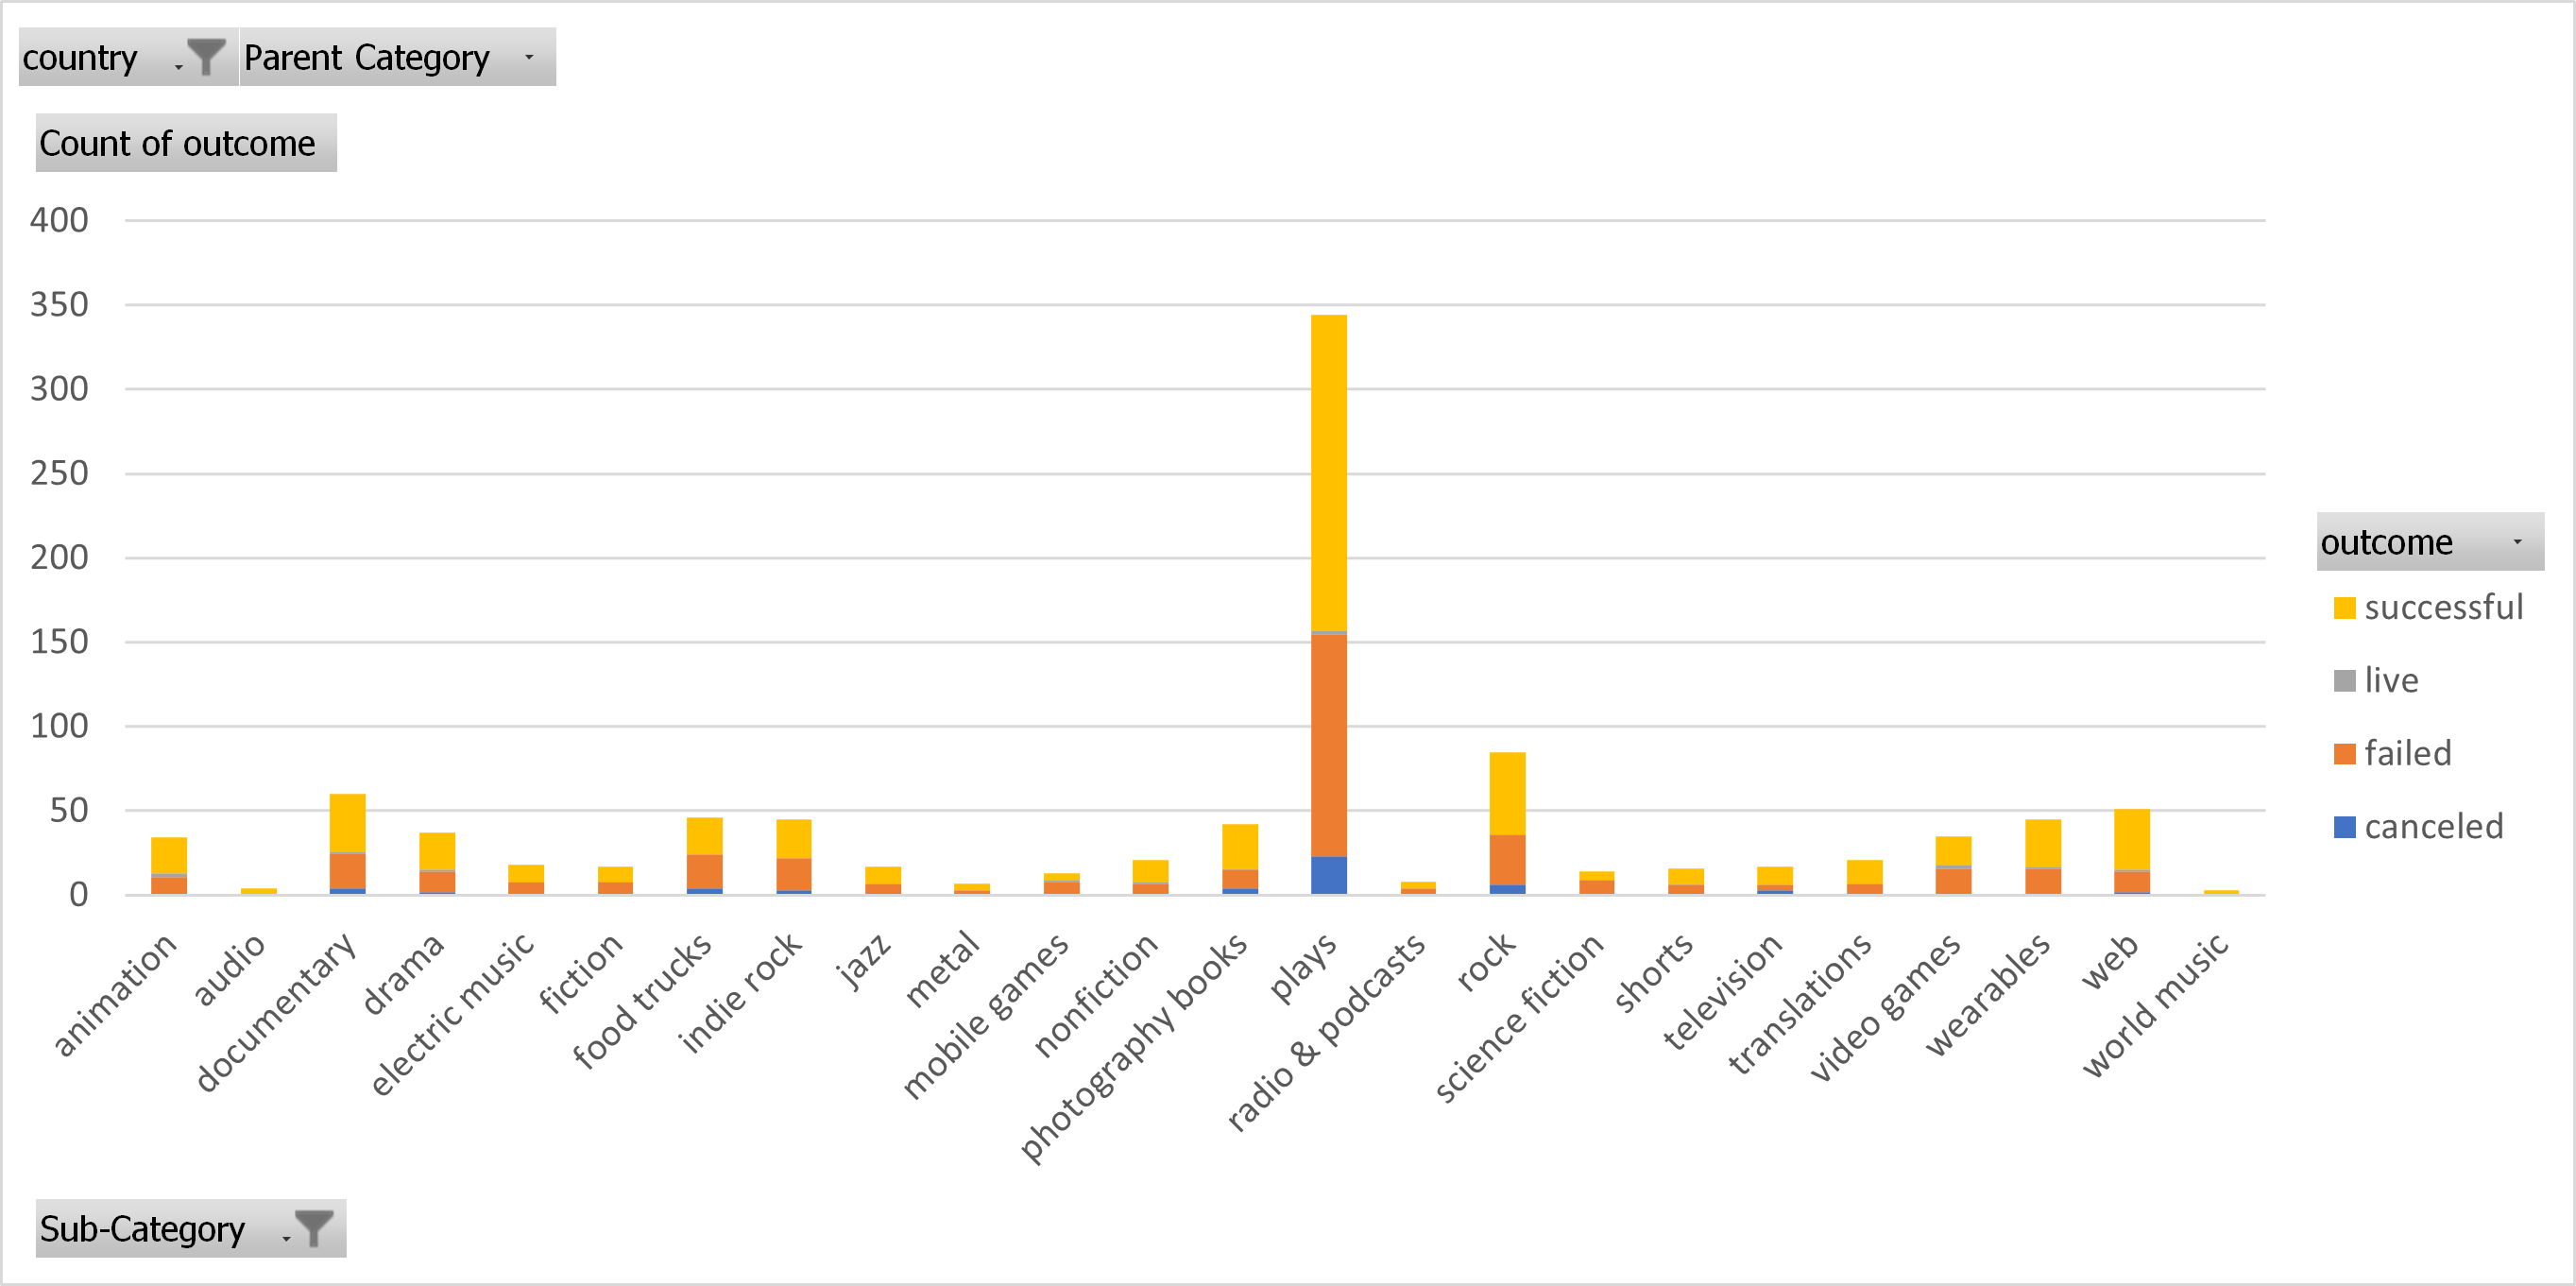 country Parent Category
Count of outcome
400
350
300
250
200
150
100
50
0
animation
audio
documentary
drama
electric music
fiction
food trucks
indie rock
jazz
metal
mobile games
nonfiction
photography books
plays
radio & podcasts
rock
science fiction
shorts
television
translations
video games
wearables
web
world music
outcome
successful
live
failed
canceled
Sub-Category